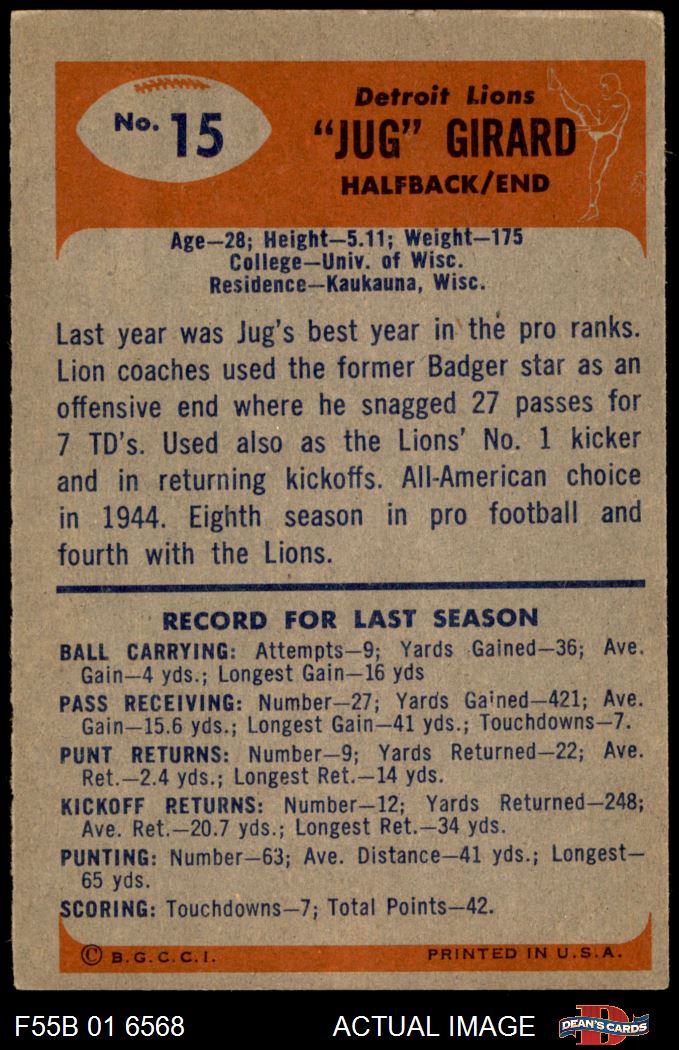 Detroit Lions
No. 15
"JUG" GIRARD
HALFBACK/END
Age—28; Height—5.11; Weight—175
College—Univ. of Wisc.
Residence—Kaukauna, Wisc.
Last year was Jug's best year in the pro ranks.
Lion coaches used the former Badger star as an
offensive end where he snagged 27 passes for
7 TD's. Used also as the Lions' No. 1 kicker
and in returning kickoffs. All-American choice
in 1944. Eighth season in pro football and
fourth with the Lions.
RECORD FOR LAST SEASON
BALL CARRYING: Attempts—9; Yards Gained—36; Ave.
Gain—4 yds.; Longest Gain—16 yds
PASS RECEIVING: Number—27; Yards Gained—421; Ave.
Gain—15.6 yds.; Longest Gain—41 yds.; Touchdowns—7.
PUNT RETURNS: Number—9; Yards Returned—22; Ave.
Ret.—2.4 yds.; Longest Ret.—14 yds.
KICKOFF RETURNS: Number—12; Yards Returned—248;
Ave. Ret.—20.7 yds.; Longest Ret.—34 yds.
PUNTING: Number—63; Ave. Distance—41 yds.; Longest—
65 yds.
SCORING: Touchdowns—7; Total Points—42.
© B.G.C.C.I. PRINTED IN U.S.A.
F55B 01 6568 ACTUAL IMAGE D DEAN'S CARDS